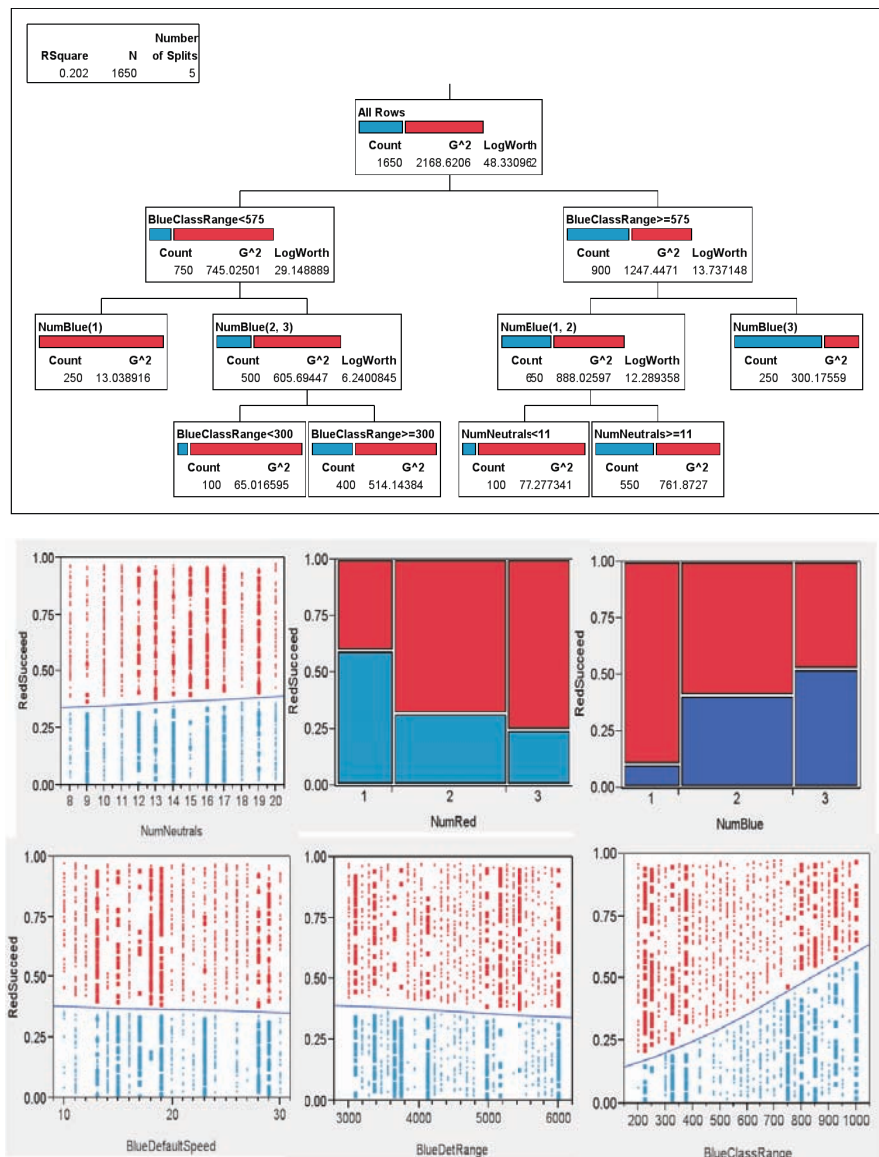 Number
RSquare N of Splits
0.202 1650 5
All Rows
Count G^2 LogWorth
1650 2168.6206 48.330962
BlueClassRange<575
Count G^2 LogWorth
750 745.02501 29.148889
BlueClassRange>=575
Count G^2 LogWorth
900 1247.4471 13.737148
NumBlue(1)
Count G^2
250 13.038916
NumBlue(2, 3)
Count G^2 LogWorth
500 605.69447 6.2400845
NumBlue(1, 2)
Count G^2 LogWorth
650 888.02597 12.289358
NumBlue(3)
Count G^2
250 300.17559
BlueClassRange<300
Count G^2
100 65.016595
BlueClassRange>=300
Count G^2
400 514.14384
NumNeutrals<11
Count G^2
100 77.277341
NumNeutrals>=11
Count G^2
550 761.8727
RedSucceed
1.00
0.75
0.50
0.25
0.00
8 9 10 11 12 13 14 15 16 17 18 19 20
NumNeutrals
RedSucceed
1.00
0.75
0.50
0.25
0.00
1 2 3
NumRed
RedSucceed
1.00
0.75
0.50
0.25
0.00
1 2 3
NumBlue
RedSucceed
1.00
0.75
0.50
0.25
0.00
10 20 30
BlueDefaultSpeed
1.00
0.75
0.50
0.25
0.00
3000 4000 5000 6000
BlueDetRange
RedSucceed
1.00
0.75
0.50
0.25
0.00
200 300 400 500 600 700 800 900 1000
BlueClassRange